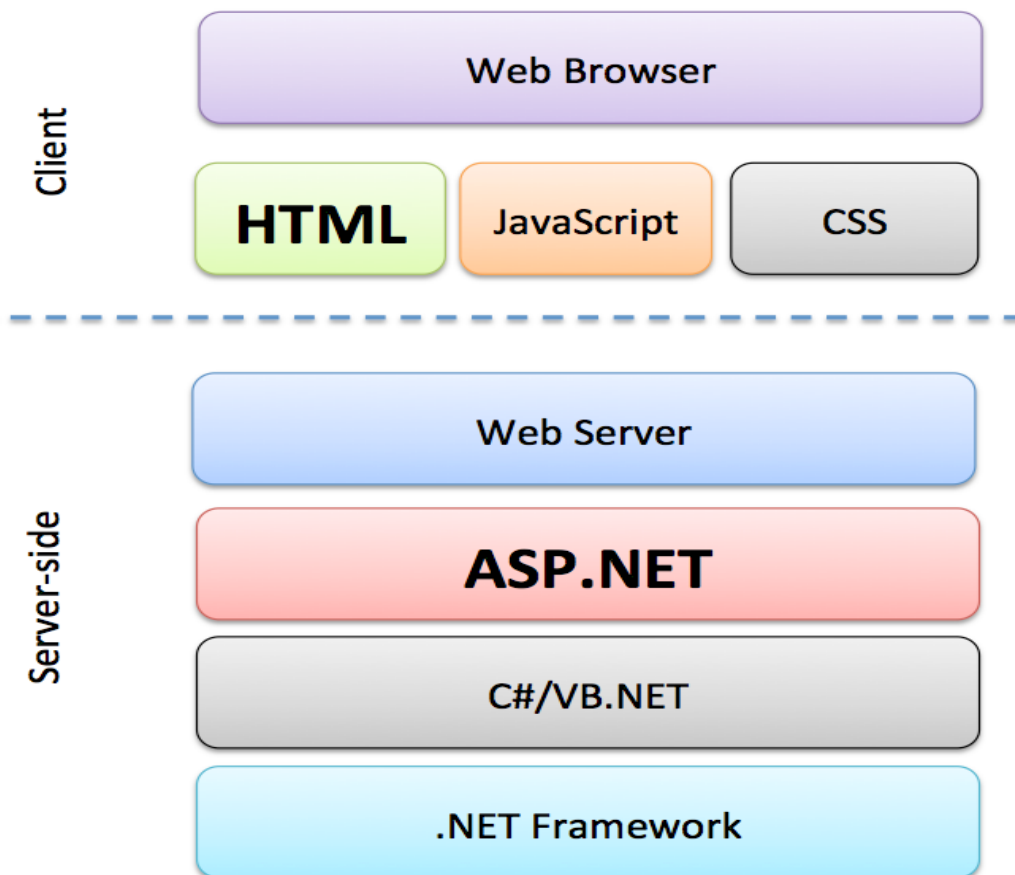 Client
Web Browser
HTML
JavaScript
CSS
Server-side
Web Server
ASP.NET
C#/VB.NET
.NET Framework